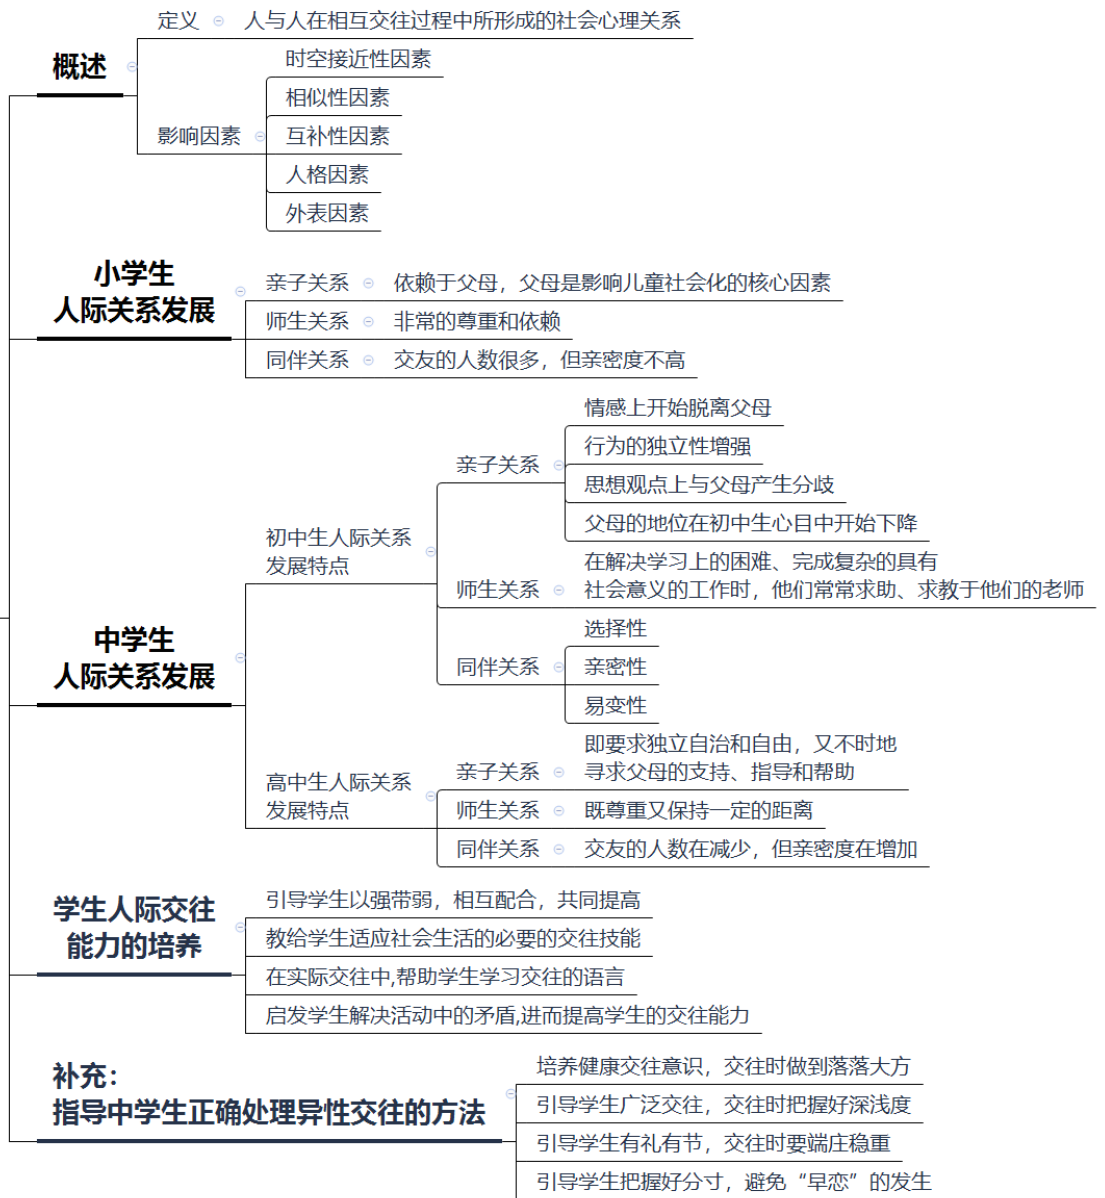 概述
定义
人与人在相互交往过程中所形成的社会心理关系
影响因素
时空接近性因素
相似性因素
互补性因素
人格因素
外表因素
小学生
人际关系发展
亲子关系
依赖于父母，父母是影响儿童社会化的核心因素
师生关系
非常的尊重和依赖
同伴关系
交友的人数很多，但亲密度不高
中学生
人际关系发展
初中生人际关系
发展特点
亲子关系
情感上开始脱离父母
行为的独立性增强
思想观点上与父母产生分歧
父母的地位在初中生心目中开始下降
师生关系
在解决学习上的困难、完成复杂的具有
社会意义的工作时，他们常常求助、求教于他们的老师
同伴关系
选择性
亲密性
易变性
高中生人际关系
发展特点
亲子关系
即要求独立自治和自由，又不时地
寻求父母的支持、指导和帮助
师生关系
既尊重又保持一定的距离
同伴关系
交友的人数在减少，但亲密度在增加
学生人际交往
能力的培养
引导学生以强带弱，相互配合，共同提高
教给学生适应社会生活的必要的交往技能
在实际交往中,帮助学生学习交往的语言
启发学生解决活动中的矛盾,进而提高学生的交往能力
补充：
指导中学生正确处理异性交往的方法
培养健康交往意识，交往时做到落落大方
引导学生广泛交往，交往时把握好深浅度
引导学生有礼有节，交往时要端庄稳重
引导学生把握好分寸，避免“早恋”的发生